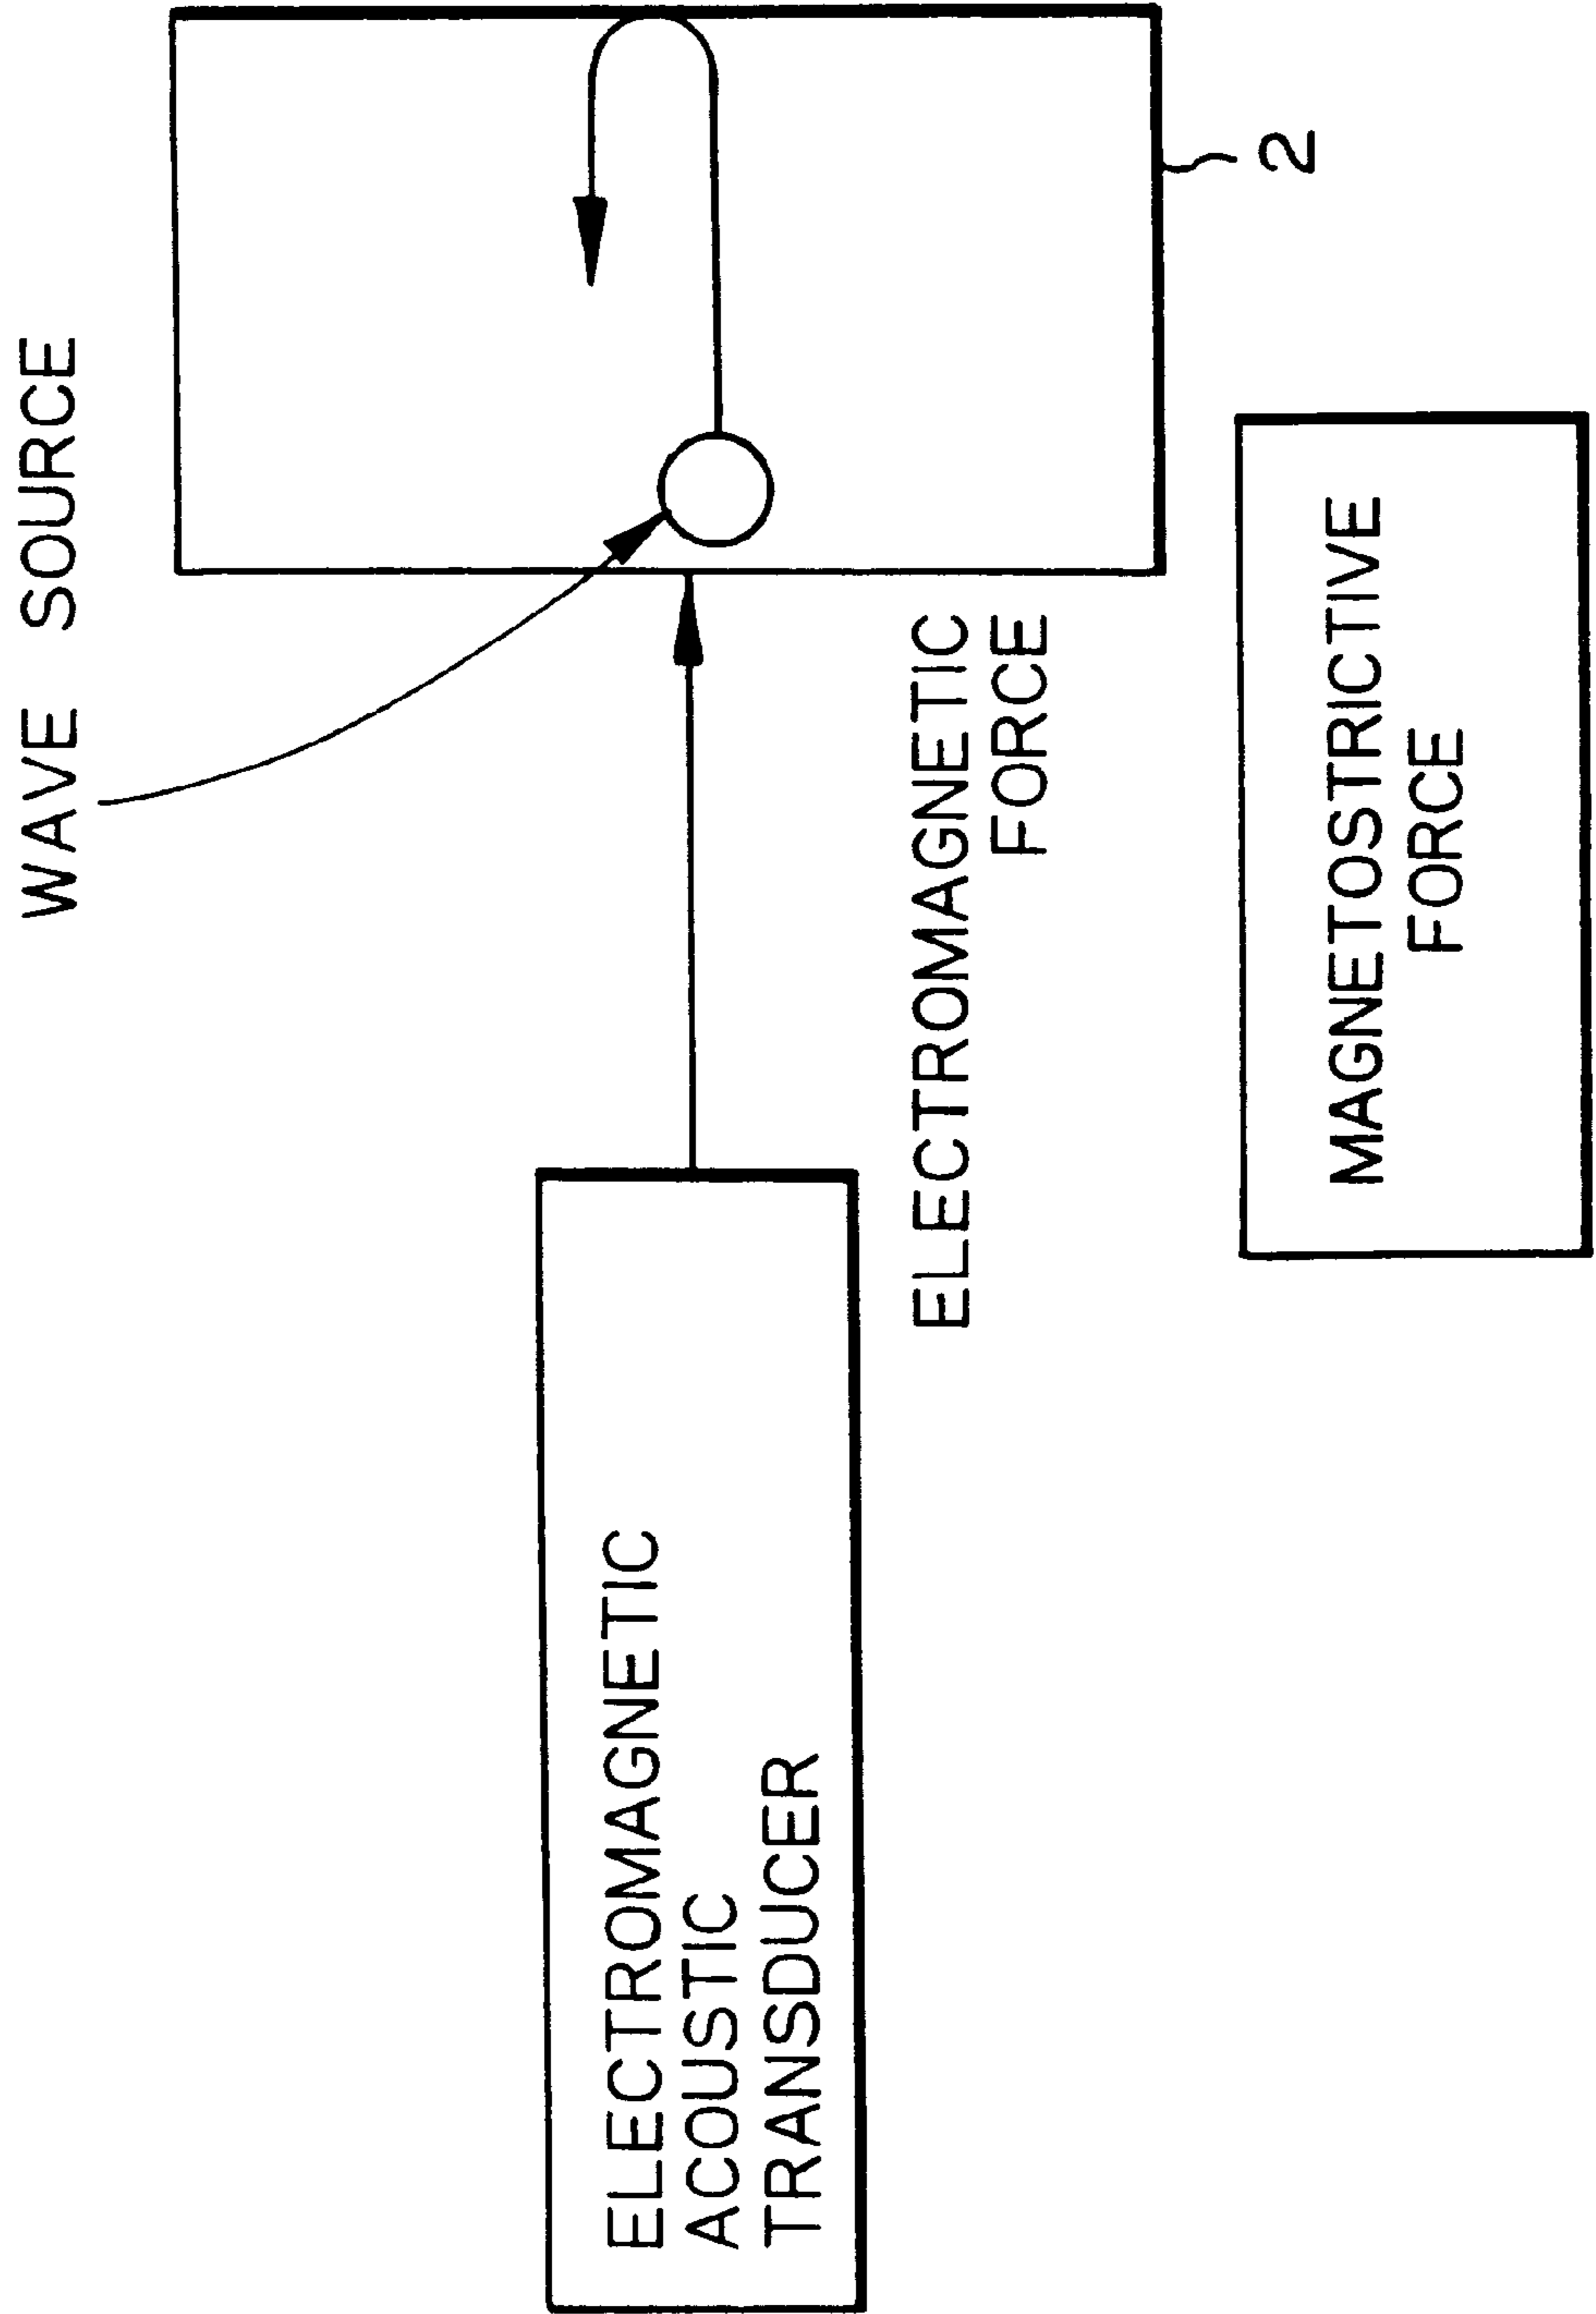 WAVE SOURCE
ELECTROMAGNETIC
ACOUSTIC
TRANSDUCER
ELECTROMAGNETIC
FORCE
2
MAGNETOSTRICTIVE
FORCE